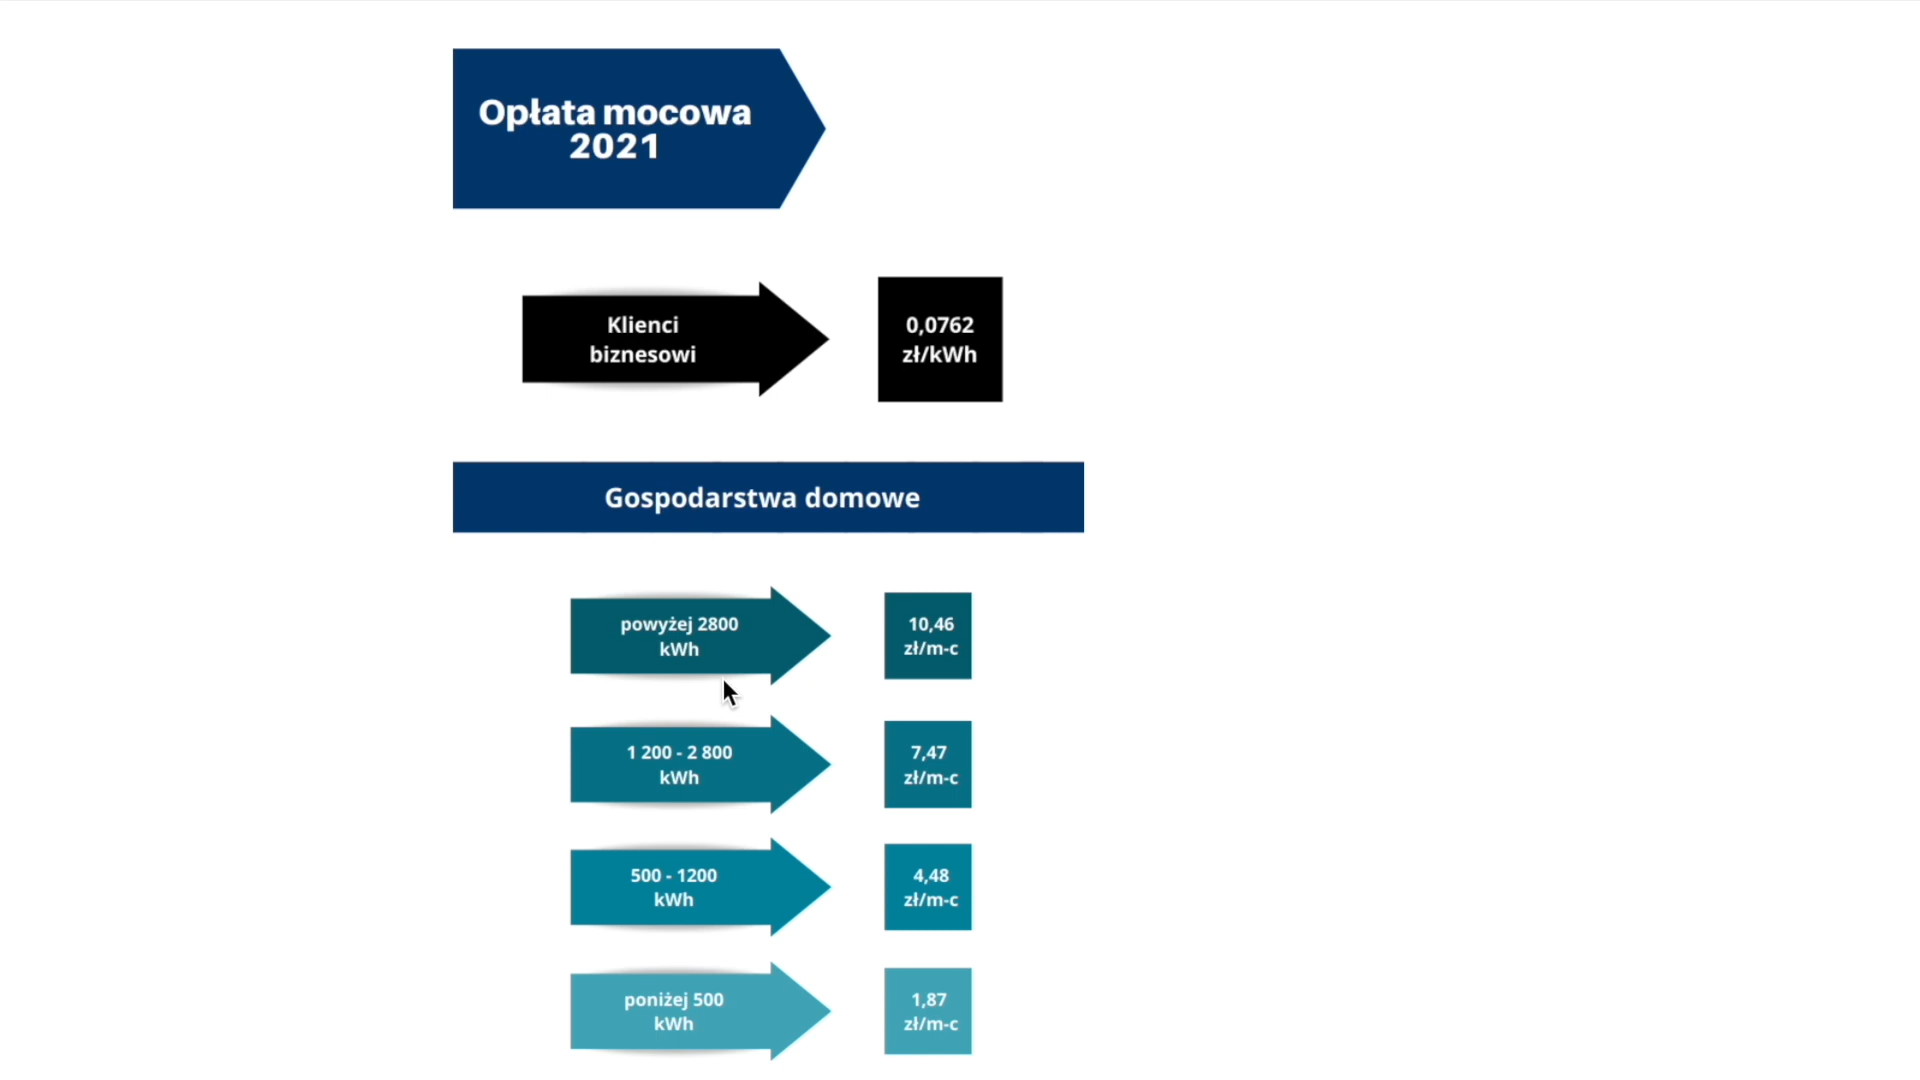 Opłata mocowa
2021
Klienci
biznesowi
0,0762
zł/kWh
Gospodarstwa domowe
powyżej 2800
kWh
10,46
zł/m-c
1 200 - 2 800
kWh
7,47
zł/m-c
500 - 1200
kWh
4,48
zł/m-c
poniżej 500
kWh
1,87
zł/m-c